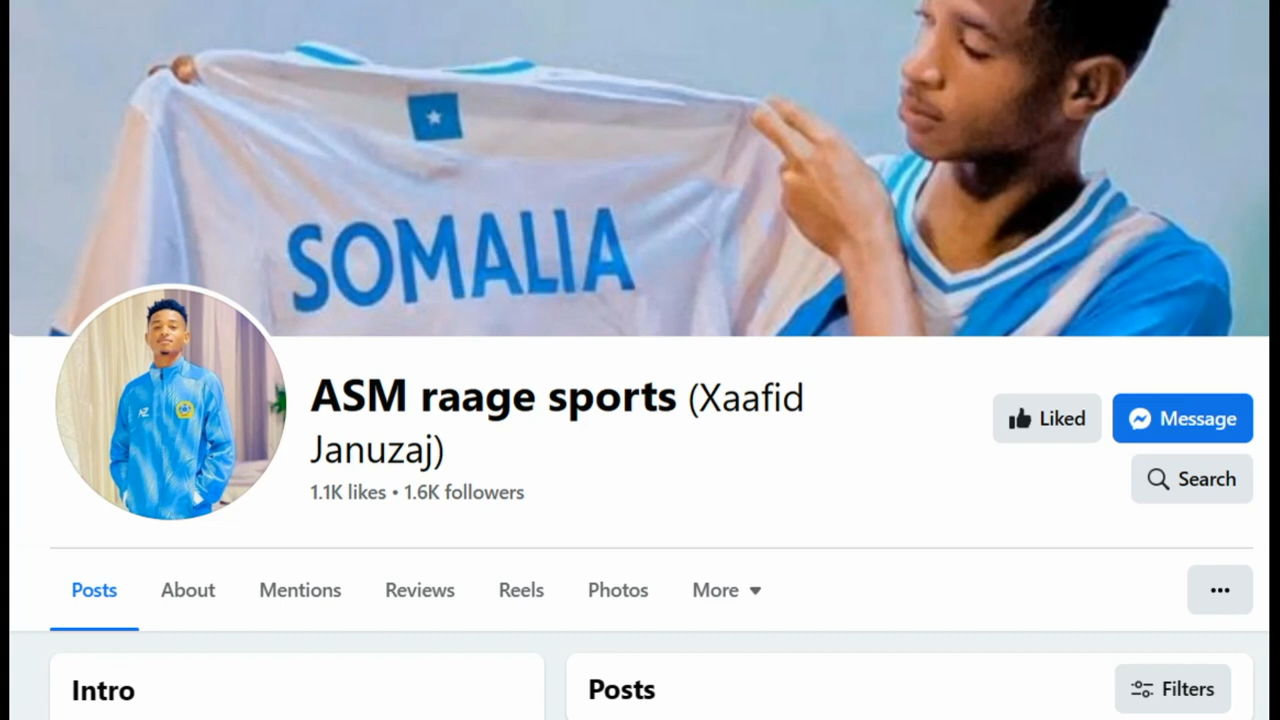 SOMALIA
ASM raage sports (Xaafid
Januzaj)
1.1K likes • 1.6K followers
Liked
Message
Search
Posts
About
Mentions
Reviews
Reels
Photos
More
Intro
Posts
Filters